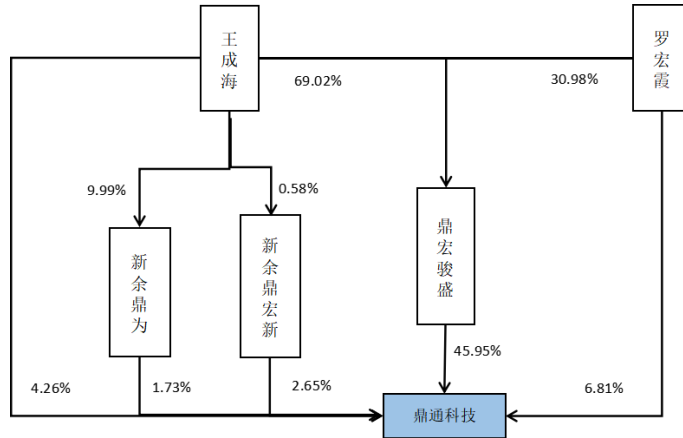 王成海
罗宏霞
69.02%
30.98%
9.99%
0.58%
新余鼎为
新余鼎宏新
鼎宏骏盛
45.95%
4.26%
1.73%
2.65%
6.81%
鼎通科技